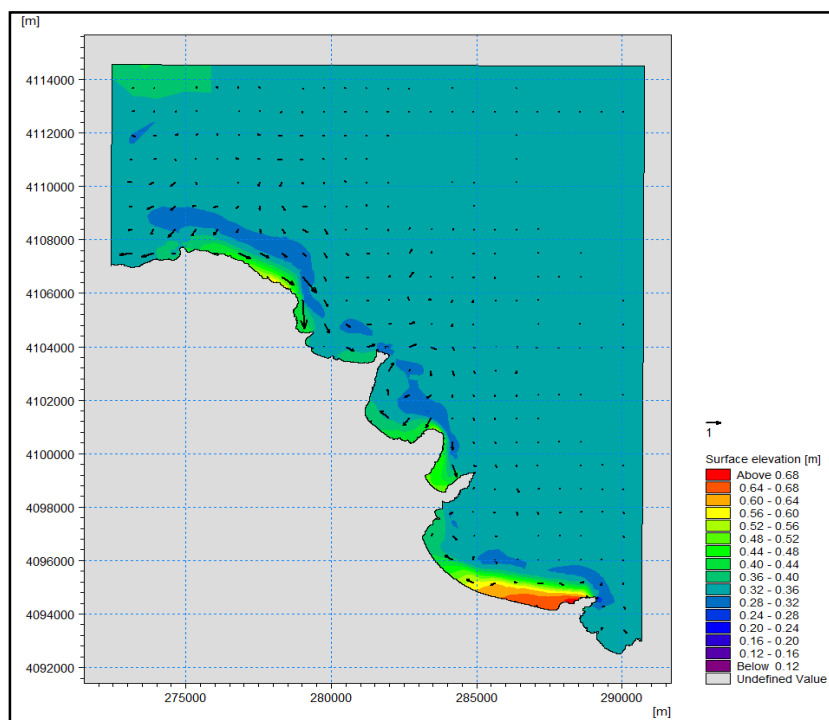 [m]
4114000
4112000
4110000
4108000
4106000
4104000
4102000
4100000
4098000
4096000
4094000
4092000
275000
280000
285000
290000
[m]
1
Surface elevation [m]
Above 0.68
0.64 - 0.68
0.60 - 0.64
0.56 - 0.60
0.52 - 0.56
0.48 - 0.52
0.44 - 0.48
0.40 - 0.44
0.36 - 0.40
0.32 - 0.36
0.28 - 0.32
0.24 - 0.28
0.20 - 0.24
0.16 - 0.20
0.12 - 0.16
Below 0.12
Undefined Value